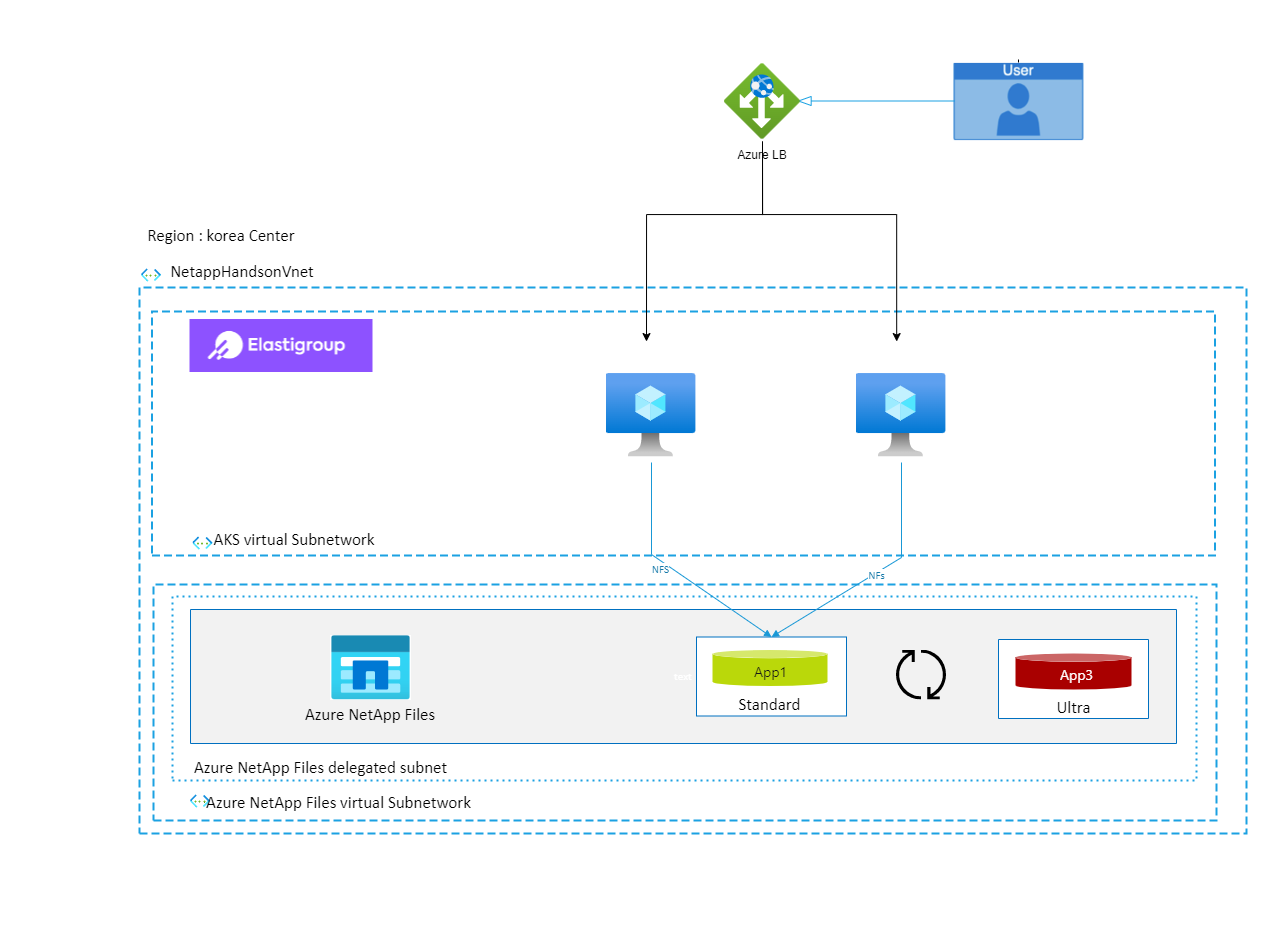 User
Azure LB
Region : korea Center
NetappHandsonVnet
Elastigroup
AKS virtual Subnetwork
NFS
NFs
App1
text
App3
Standard
Ultra
Azure NetApp Files
Azure NetApp Files delegated subnet
Azure NetApp Files virtual Subnetwork